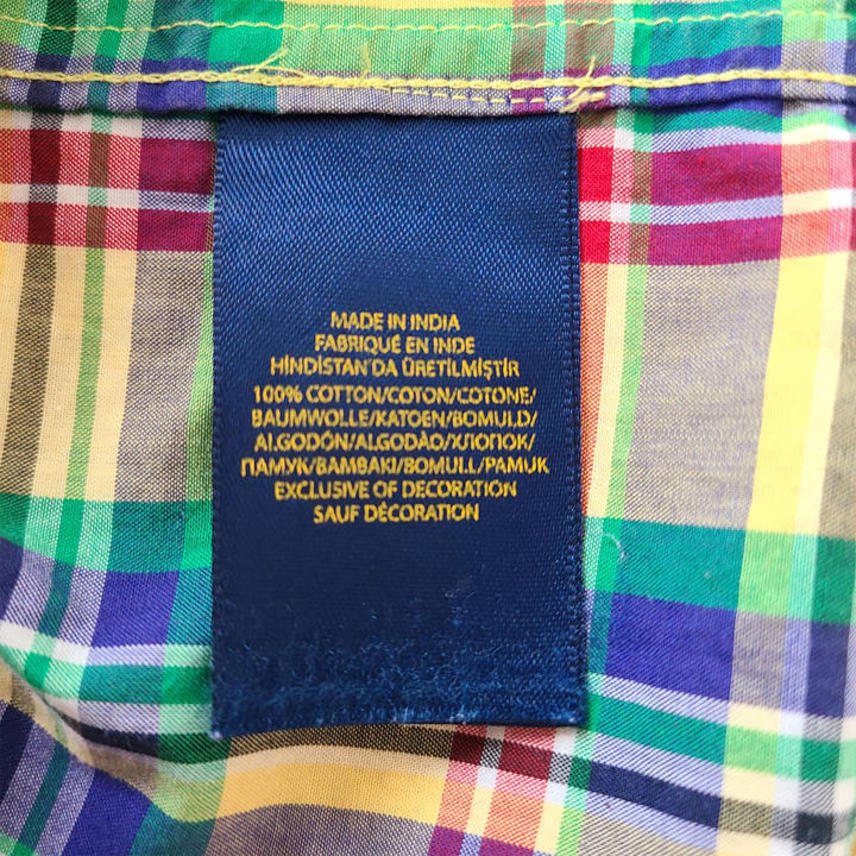 MADE IN INDIA
FABRIQUÉ EN INDE
HİNDİSTAN'DA ÜRETİLMİŞTİR
100% COTTON/COTON/COTONE/
BAUMWOLLE/KATOEN/BOMULD/
ALGODÓN/ALGODÃO/ХЛОПОК/
ПАМУК/BAMBAKI/BOMULL/PAMUK
EXCLUSIVE OF DECORATION
SAUF DÉCORATION